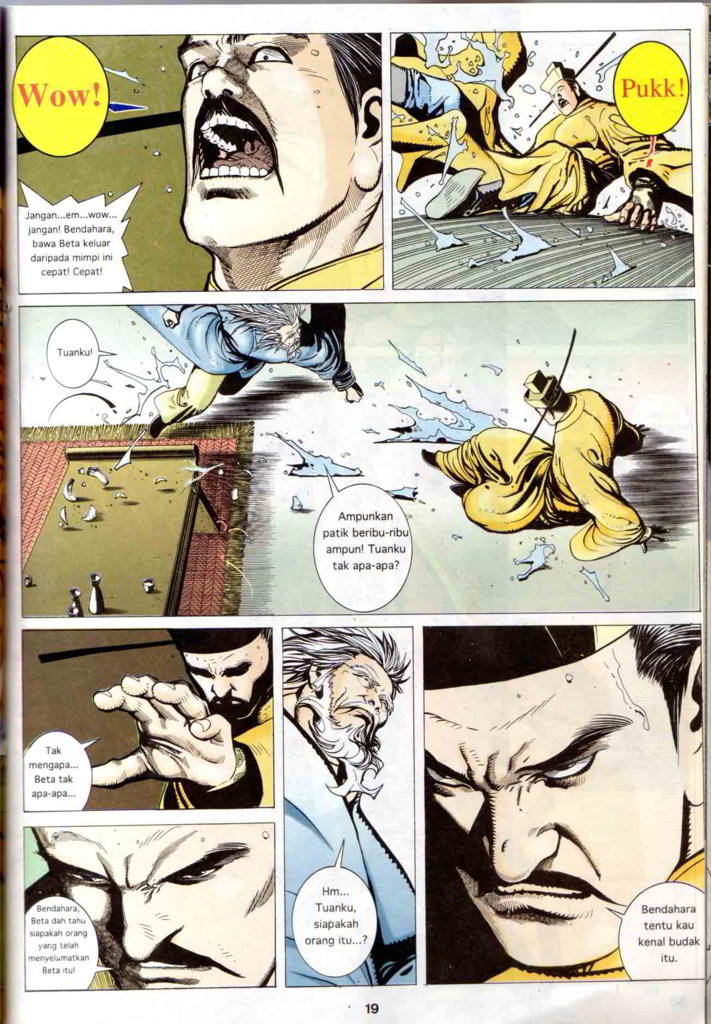 Wow!
Jangan...em...wow...
jangan! Bendahara,
bawa Beta keluar
daripada mimpi ini
cepat! Cepat!
Pukk!
Tuanku!
Ampunkan
patik beribu-ribu
ampun! Tuanku
tak apa-apa?
Tak
mengapa...
Beta tak
apa-apa...
Bendahara,
Beta dah tahu
siapakah orang
yang telah
menyelamatkan
Beta itu!
Hm...
Tuanku,
siapakah
orang itu...?
Bendahara
tentu kau
kenal budak
itu.
19